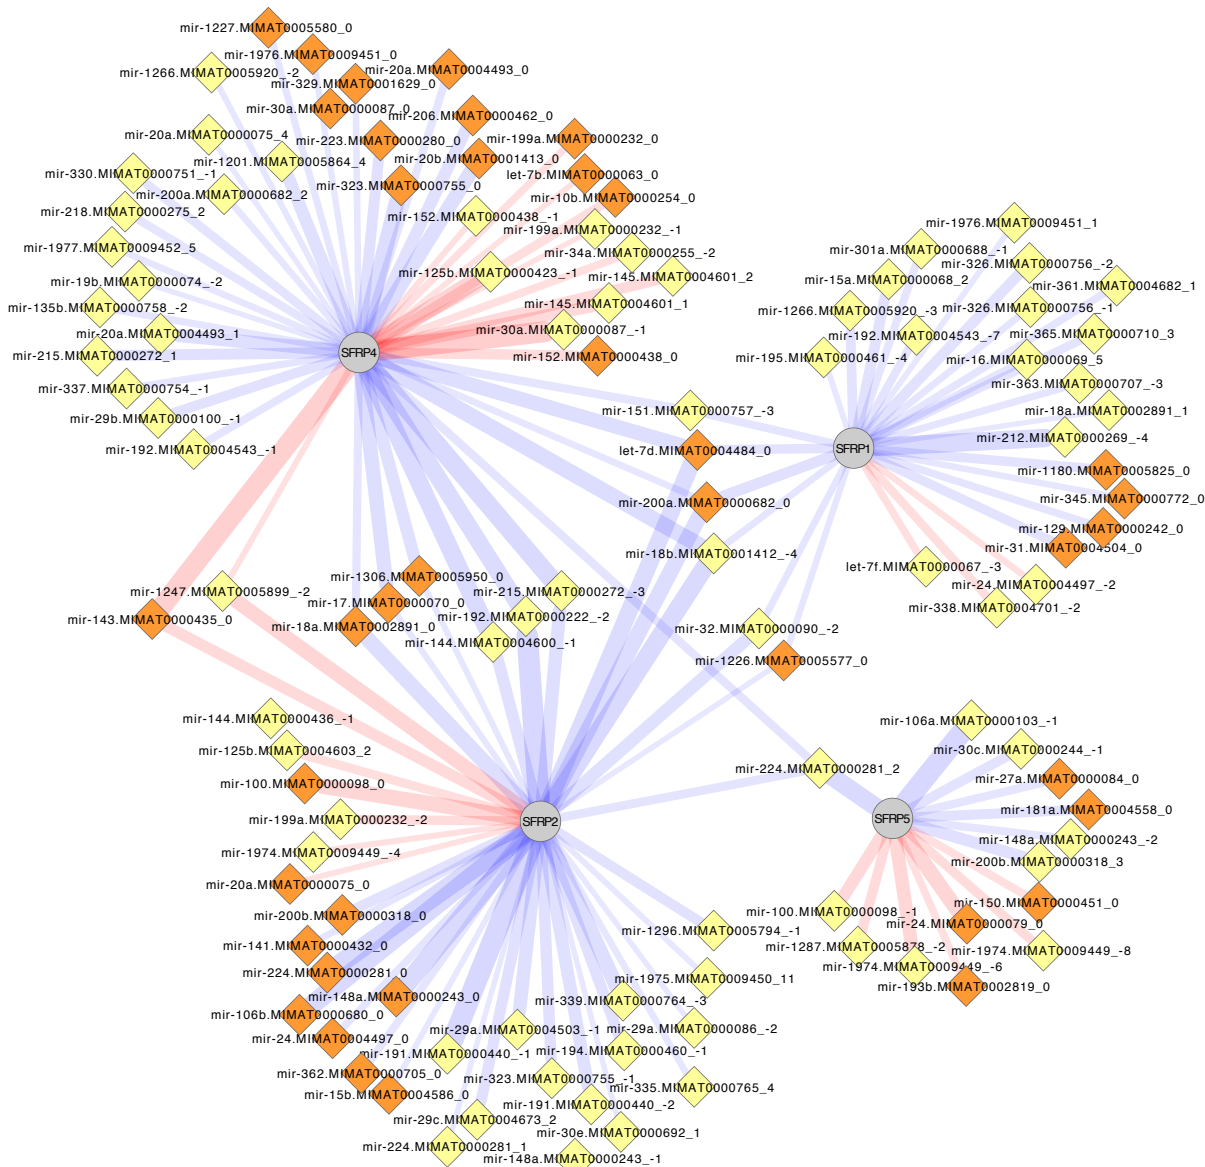 mir-1227.MIMAT0005580_0
mir-1976.MIMAT0009451_0
mir-1266.MIMAT0005920_-2
mir-20a.MIMAT0004493_0
mir-329.MIMAT0001629_0
mir-30a.MIMAT0000087_0
mir-206.MIMAT0000462_0
mir-20a.MIMAT0000075_4
mir-223.MIMAT0000280_0
mir-199a.MIMAT0000232_0
mir-1201.MIMAT0005864_4
mir-20b.MIMAT0001413_0
mir-330.MIMAT0000751_-1
let-7b.MIMAT0000063_0
mir-323.MIMAT0000755_0
mir-200a.MIMAT0000682_2
mir-10b.MIMAT0000254_0
mir-218.MIMAT0000275_2
mir-152.MIMAT0000438_-1
mir-199a.MIMAT0000232_-1
mir-1977.MIMAT0009452_5
mir-34a.MIMAT0000255_-2
mir-125b.MIMAT0000423_-1
mir-145.MIMAT0004601_2
mir-19b.MIMAT0000074_-2
mir-145.MIMAT0004601_1
mir-135b.MIMAT0000758_-2
mir-30a.MIMAT0000087_-1
mir-20a.MIMAT0004493_1
SFRP4
mir-215.MIMAT0000272_1
mir-152.MIMAT0000438_0
mir-337.MIMAT0000754_-1
mir-29b.MIMAT0000100_-1
mir-192.MIMAT0004543_-1
mir-1976.MIMAT0009451_1
mir-301a.MIMAT0000688_-1
mir-326.MIMAT0000756_-2
mir-15a.MIMAT0000068_2
mir-361.MIMAT0004682_1
mir-1266.MIMAT0005920_-3
mir-326.MIMAT0000756_-1
mir-192.MIMAT0004543_-7
mir-365.MIMAT0000710_3
mir-195.MIMAT0000461_-4
mir-16.MIMAT0000069_5
mir-363.MIMAT0000707_-3
mir-18a.MIMAT0002891_1
mir-212.MIMAT0000269_-4
SFRP1
mir-1180.MIMAT0005825_0
mir-345.MIMAT0000772_0
mir-129.MIMAT0000242_0
mir-31.MIMAT0004504_0
let-7f.MIMAT0000067_-3
mir-24.MIMAT0004497_-2
mir-338.MIMAT0004701_-2
mir-151.MIMAT0000757_-3
let-7d.MIMAT0004484_0
mir-200a.MIMAT0000682_0
mir-18b.MIMAT0001412_-4
mir-1306.MIMAT0005950_0
mir-1247.MIMAT0005899_-2
mir-215.MIMAT0000272_-3
mir-17.MIMAT0000070_0
mir-143.MIMAT0000435_0
mir-192.MIMAT0000222_-2
mir-18a.MIMAT0002891_0
mir-32.MIMAT0000090_-2
mir-144.MIMAT0004600_-1
mir-1226.MIMAT0005577_0
mir-144.MIMAT0000436_-1
mir-125b.MIMAT0004603_2
mir-224.MIMAT0000281_2
mir-100.MIMAT0000098_0
mir-199a.MIMAT0000232_-2
SFRP2
mir-1974.MIMAT0009449_-4
mir-20a.MIMAT0000075_0
mir-106a.MIMAT0000103_-1
mir-30c.MIMAT0000244_-1
mir-27a.MIMAT0000084_0
mir-181a.MIMAT0004558_0
SFRP5
mir-148a.MIMAT0000243_-2
mir-200b.MIMAT0000318_3
mir-150.MIMAT0000451_0
mir-100.MIMAT0000098_-1
mir-24.MIMAT0000079_0
mir-1287.MIMAT0005878_-2
mir-1974.MIMAT0009449_-8
mir-1974.MIMAT0009449_-6
mir-193b.MIMAT0002819_0
mir-200b.MIMAT0000318_0
mir-1296.MIMAT0005794_-1
mir-141.MIMAT0000432_0
mir-224.MIMAT0000281_0
mir-1975.MIMAT0009450_11
mir-148a.MIMAT0000243_0
mir-339.MIMAT0000764_-3
mir-106b.MIMAT0000680_0
mir-29a.MIMAT0004503_-1
mir-29a.MIMAT0000086_-2
mir-24.MIMAT0004497_0
mir-191.MIMAT0000440_-1
mir-194.MIMAT0000460_-1
mir-362.MIMAT0000705_0
mir-323.MIMAT0000755_-1
mir-335.MIMAT0000765_4
mir-15b.MIMAT0004586_0
mir-191.MIMAT0000440_-2
mir-29c.MIMAT0004673_2
mir-30e.MIMAT0000692_1
mir-224.MIMAT0000281_1
mir-148a.MIMAT0000243_-1